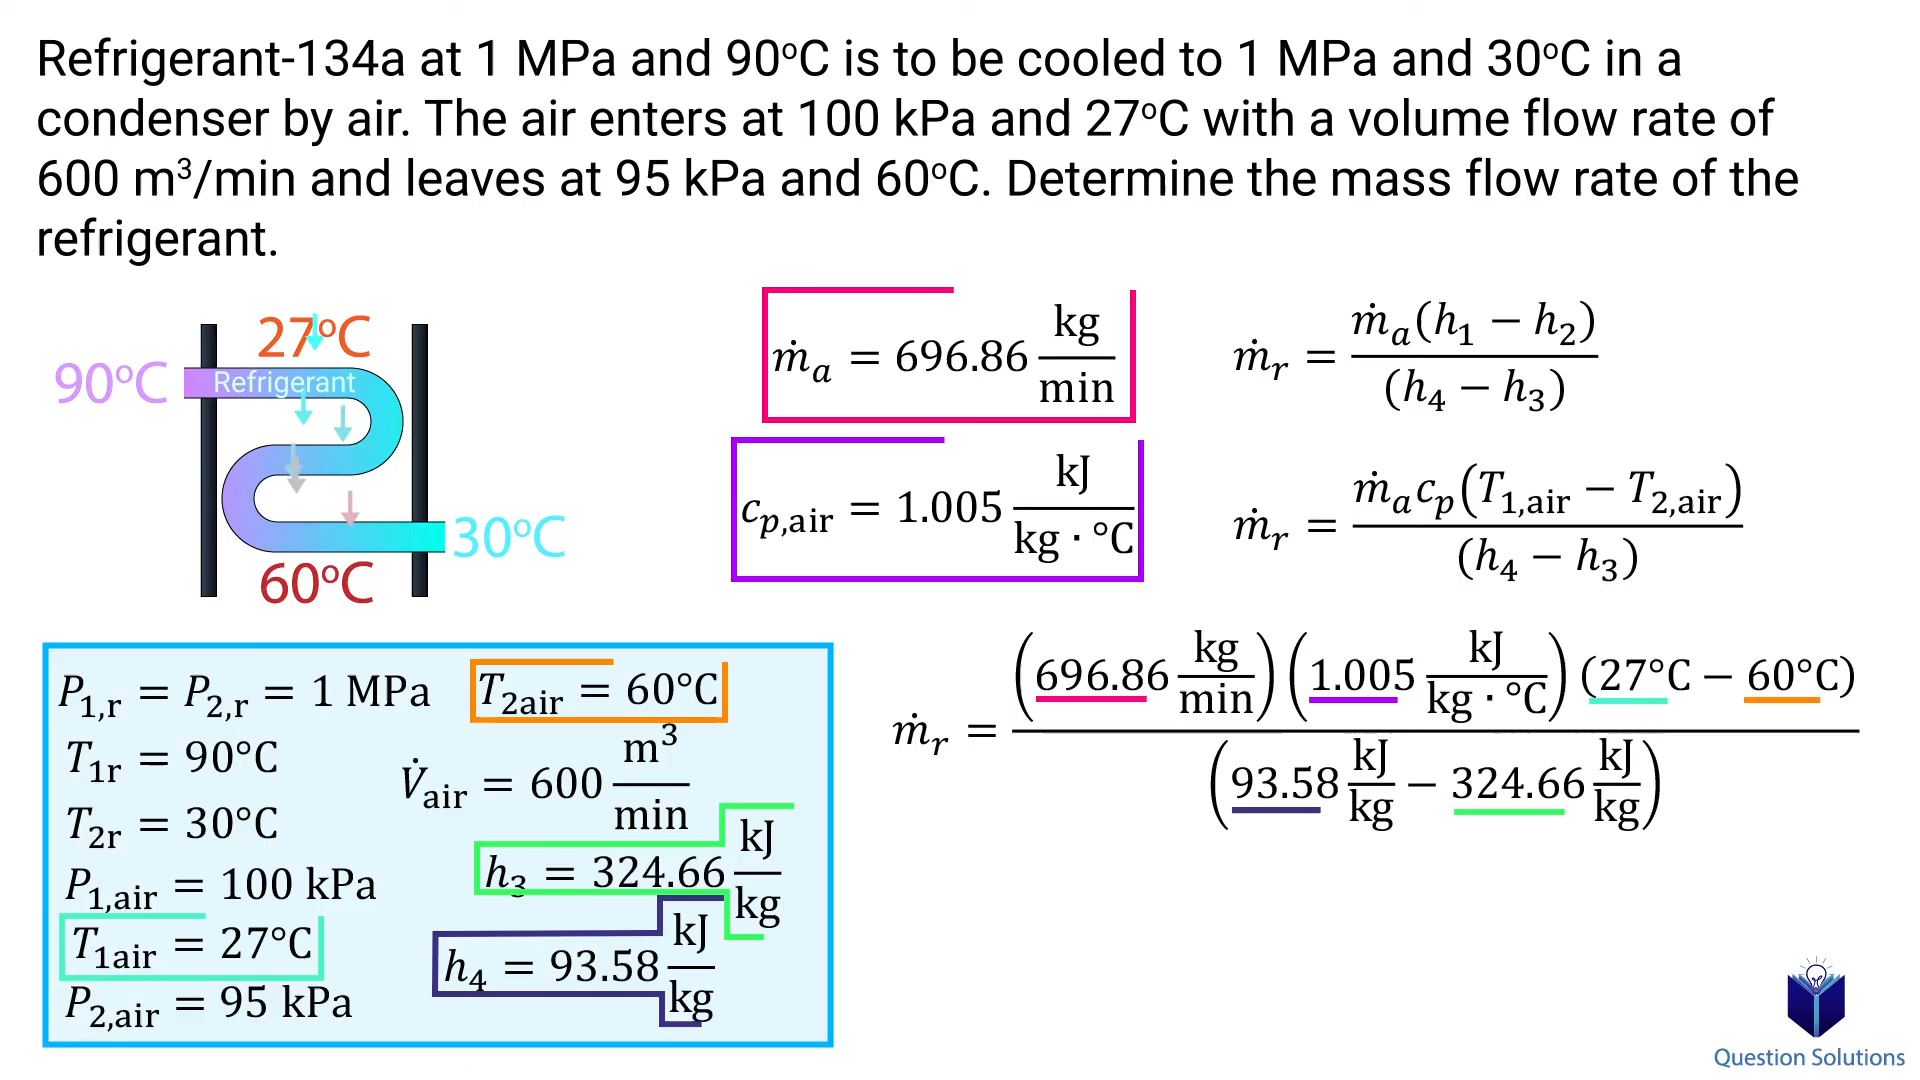 Refrigerant-134a at 1 MPa and 90°C is to be cooled to 1 MPa and 30°C in a
condenser by air. The air enters at 100 kPa and 27°C with a volume flow rate of
600 m³/min and leaves at 95 kPa and 60°C. Determine the mass flow rate of the
refrigerant.
27°C
90°C
Refrigerant
30°C
60°C
ṁₐ = 696.86 kg/min
c_p,air = 1.005 kJ/(kg · °C)
ṁᵣ = ṁₐ(h₁ − h₂)/(h₄ − h₃)
ṁᵣ = ṁₐc_p(T₁,air − T₂,air)/(h₄ − h₃)
ṁᵣ = (696.86 kg/min)(1.005 kJ/(kg · °C))(27°C − 60°C)/(93.58 kJ/kg − 324.66 kJ/kg)
P₁,r = P₂,r = 1 MPa
T₁r = 90°C
T₂r = 30°C
P₁,air = 100 kPa
T₁air = 27°C
P₂,air = 95 kPa
T₂air = 60°C
V̇air = 600 m³/min
h₃ = 324.66 kJ/kg
h₄ = 93.58 kJ/kg
Question Solutions